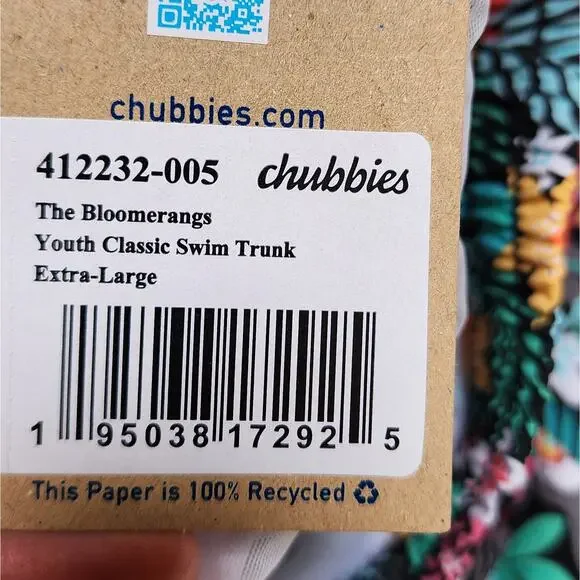 chubbies.com
412232-005 chubbies
The Bloomerangs
Youth Classic Swim Trunk
Extra-Large
1 95038 17292 5
This Paper is 100% Recycled